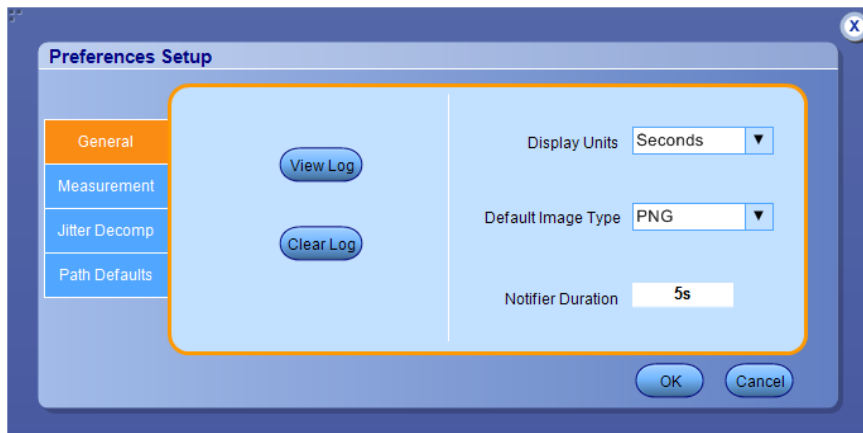 X
Preferences Setup
General
Measurement
Jitter Decomp
Path Defaults
View Log
Clear Log
Display Units Seconds ▼
Default Image Type PNG ▼
Notifier Duration 5s
OK Cancel